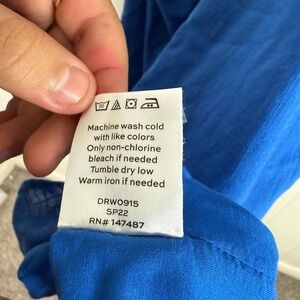 Machine wash cold
with like colors
Only non-chlorine
bleach if needed
Tumble dry low
Warm iron if needed
DRW0915
SP22
RN# 147487